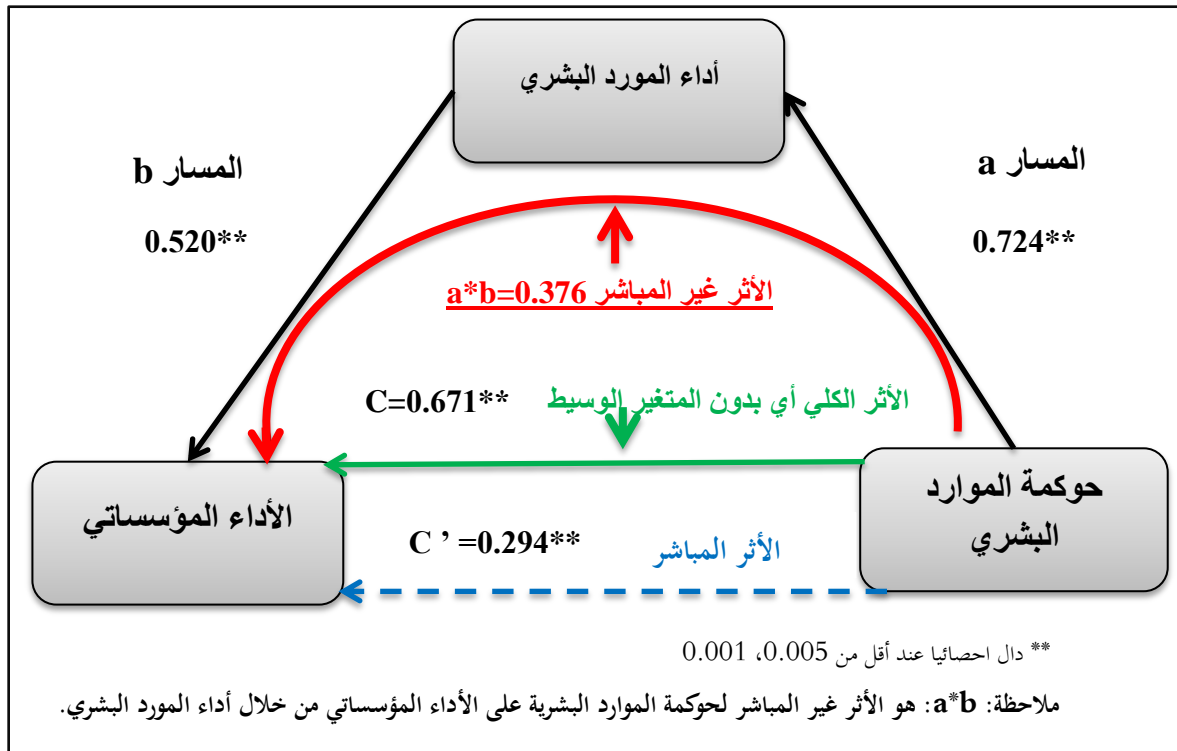 أداء المورد البشري
المسار a
0.724**
المسار b
0.520**
الأثر غير المباشر a*b=0.376
الأثر الكلي أي بدون المتغير الوسيط C=0.671**
حوكمة الموارد
البشري
الأداء المؤسساتي
الأثر المباشر C ’ =0.294**
** دال احصائيا عند أقل من 0.005، 0.001
ملاحظة: a*b: هو الأثر غير المباشر لحوكمة الموارد البشرية على الأداء المؤسساتي من خلال أداء المورد البشري.